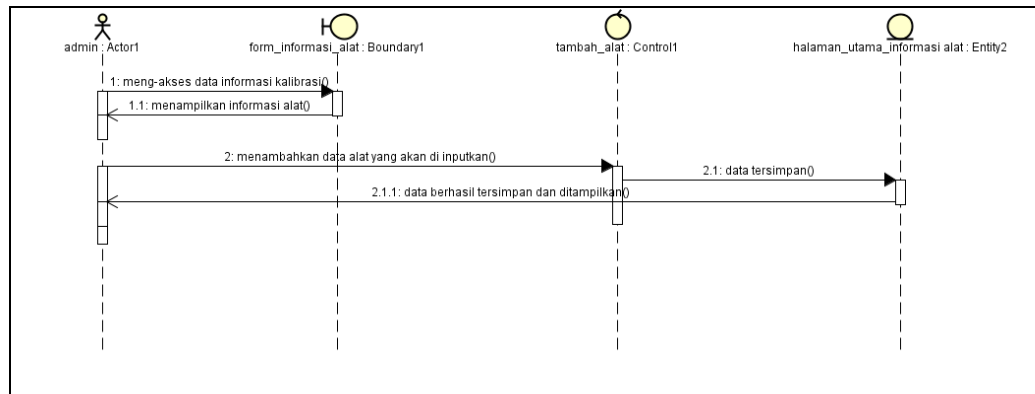 admin : Actor1
form_informasi_alat : Boundary1
tambah_alat : Control1
halaman_utama_informasi alat : Entity2
1: meng-akses data informasi kalibrasi()
1.1: menampilkan informasi alat()
2: menambahkan data alat yang akan di inputkan()
2.1: data tersimpan()
2.1.1: data berhasil tersimpan dan ditampilkan()